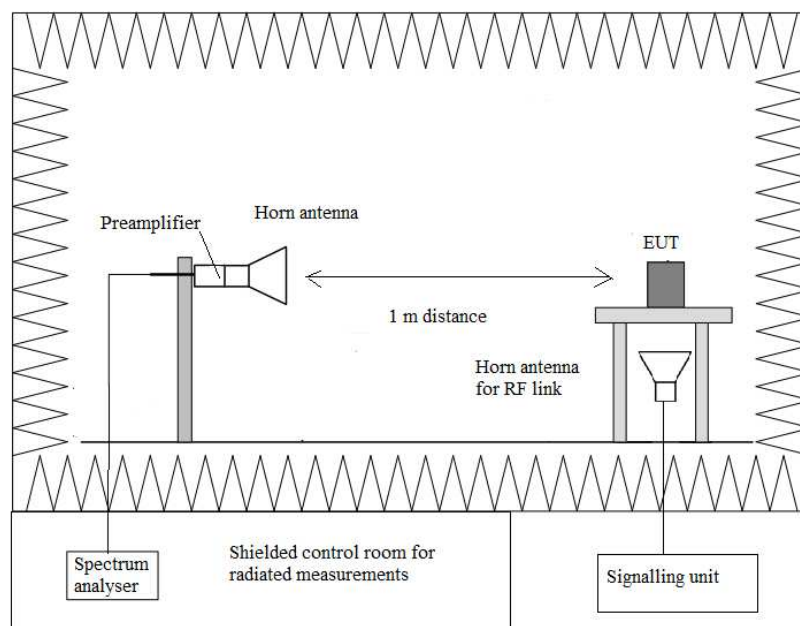 Horn antenna
Preamplifier
EUT
1 m distance
Horn antenna
for RF link
Spectrum
analyser
Shielded control room for
radiated measurements
Signalling unit